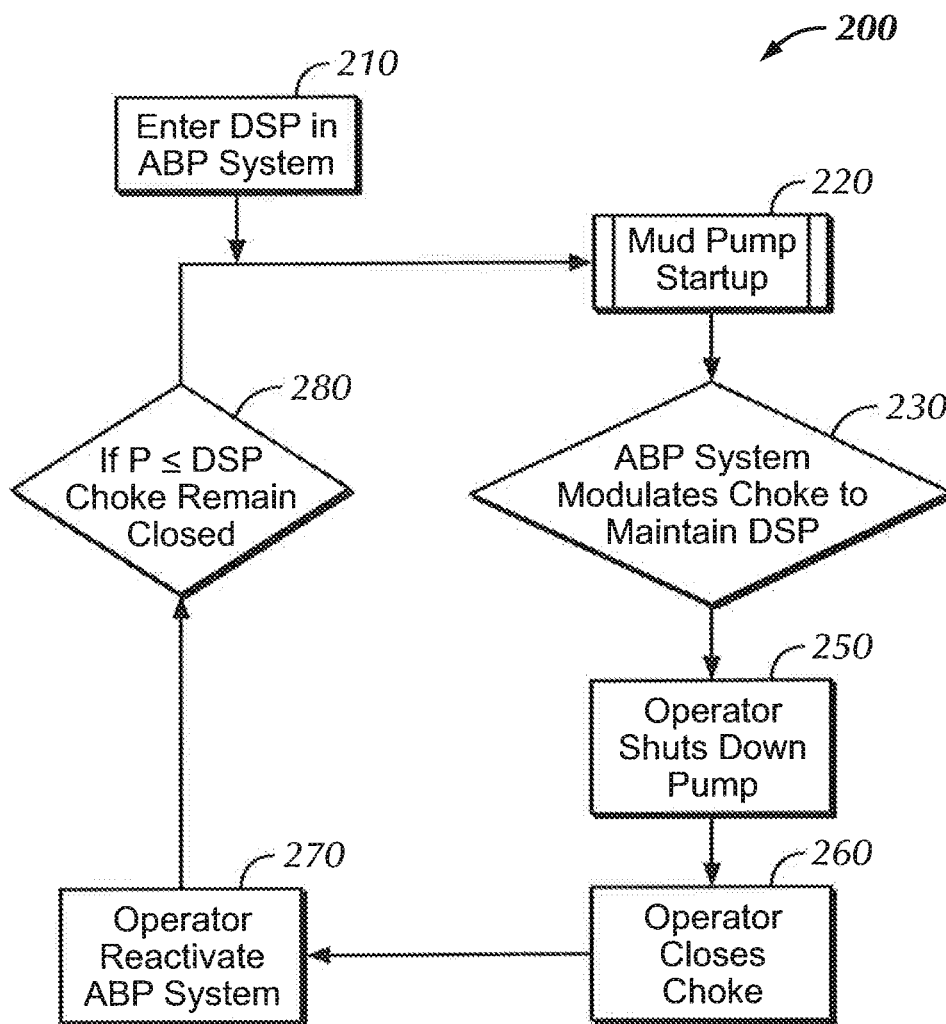 200
210
Enter DSP in
ABP System
220
Mud Pump
Startup
280
If P ≤ DSP
Choke Remain
Closed
230
ABP System
Modulates Choke to
Maintain DSP
250
Operator
Shuts Down
Pump
270
Operator
Reactivate
ABP System
260
Operator
Closes
Choke